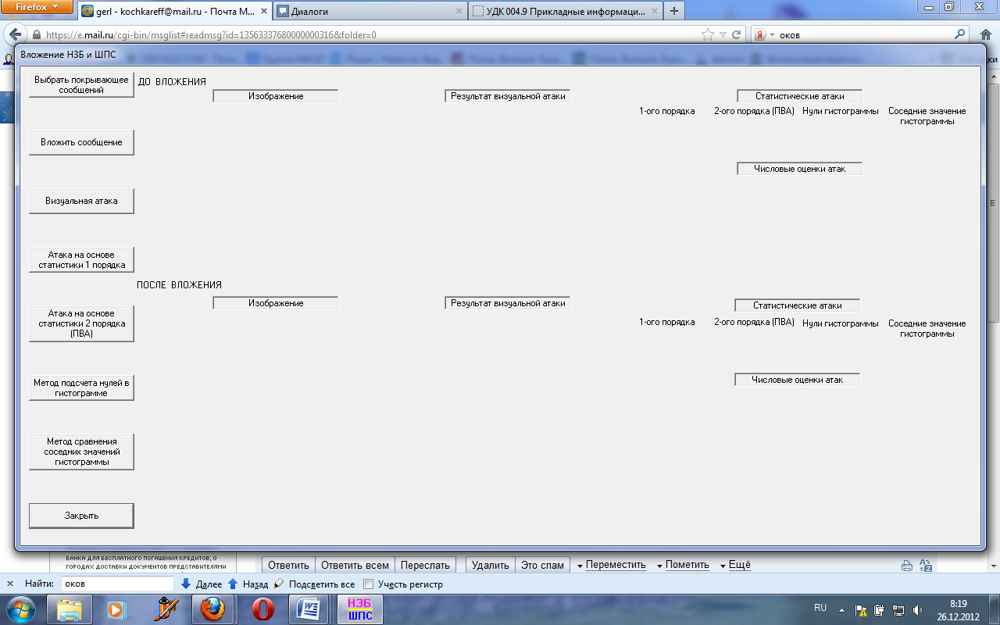 Firefox
gerl - kochkareff@mail.ru - Почта M...
Диалоги
УДК 004.9 Прикладные информаци...
https://e.mail.ru/cgi-bin/msglist#readmsg?id=13563337680000000316&folder=0
оков
Вложение НЗБ и ШПС
Выбрать покрывающее
сообщений
ДО ВЛОЖЕНИЯ
Изображение
Результат визуальной атаки
Статистические атаки
1-ого порядка
2-ого порядка (ПВА)
Нули гистограммы
Соседние значение
гистограммы
Вложить сообщение
Числовые оценки атак
Визуальная атака
Атака на основе
статистики 1 порядка
ПОСЛЕ ВЛОЖЕНИЯ
Изображение
Результат визуальной атаки
Статистические атаки
1-ого порядка
2-ого порядка (ПВА)
Нули гистограммы
Соседние значение
гистограммы
Атака на основе
статистики 2 порядка
(ПВА)
Числовые оценки атак
Метод подсчета нулей в
гистограмме
Метод сравнения
соседних значений
гистограммы
Закрыть
БАНКА ДЛЯ БЕСПЛАТНОГО ПОГАШЕНИЯ КРЕДИТОВ, О
ГОРОДАХ ДОСТАВКИ ДОКУМЕНТОВ ПРЕДСТАВИТЕЛЯМИ
Ответить
Ответить всем
Переслать
Удалить
Это спам
Переместить
Пометить
Ещё
Найти:
оков
Далее
Назад
Подсветить все
Учесть регистр
НЗБ
ШПС
RU
8:19
26.12.2012